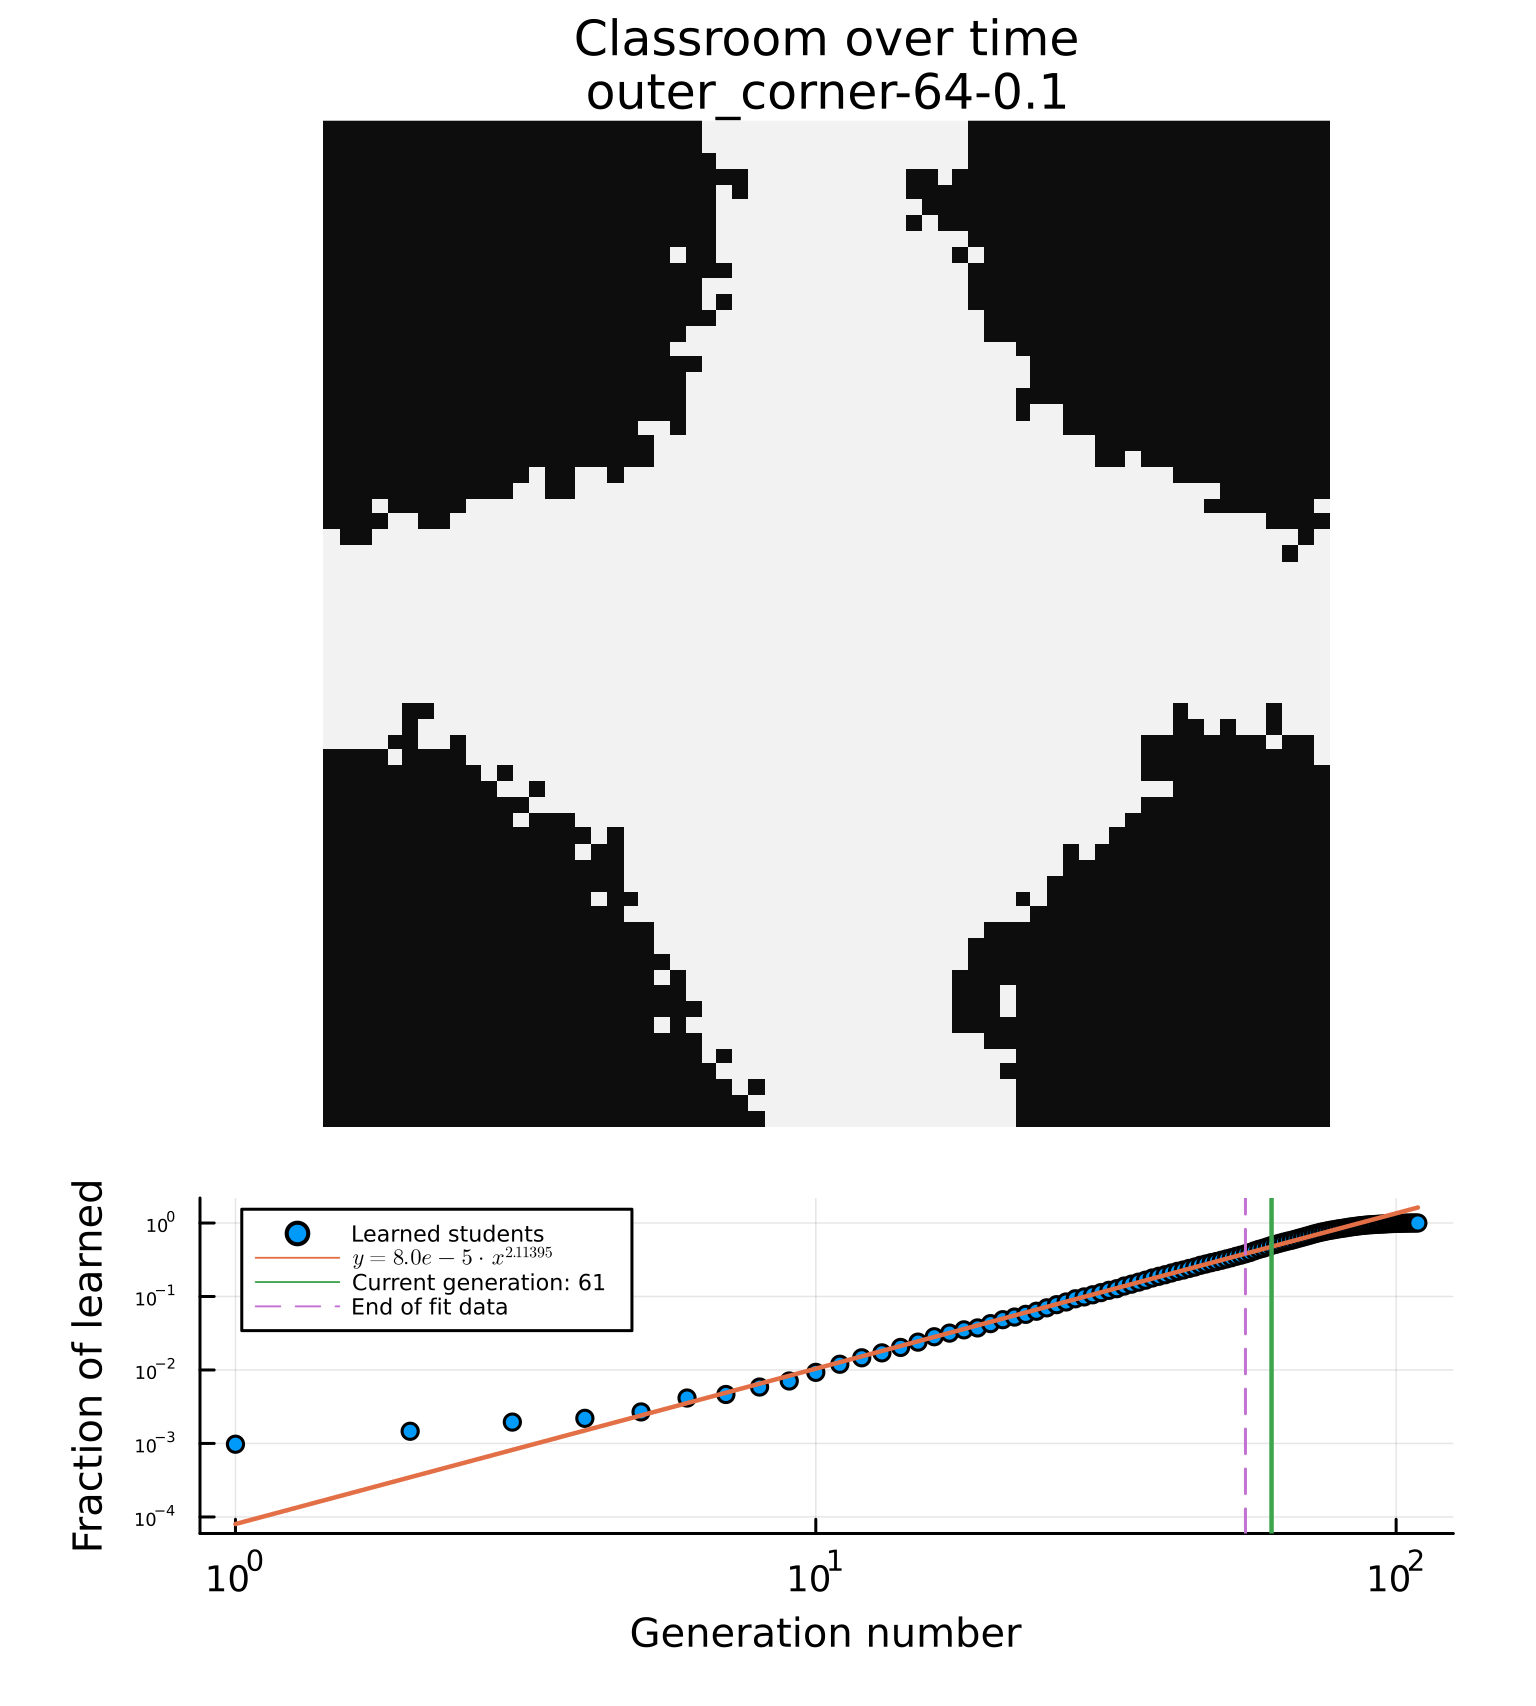 Classroom over time
outer_corner-64-0.1
Learned students
y = 8.0e − 5 · x^2.11395
Current generation: 61
End of fit data
Fraction of learned
10^0
10^−1
10^−2
10^−3
10^−4
10^0 10^1 10^2
Generation number